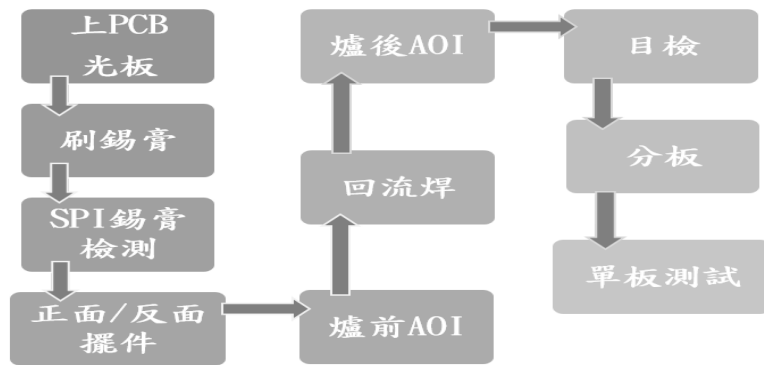 上PCB
光板
刷錫膏
SPI錫膏
檢測
正面/反面
擺件
爐前AOI
回流焊
爐後AOI
目檢
分板
單板測試